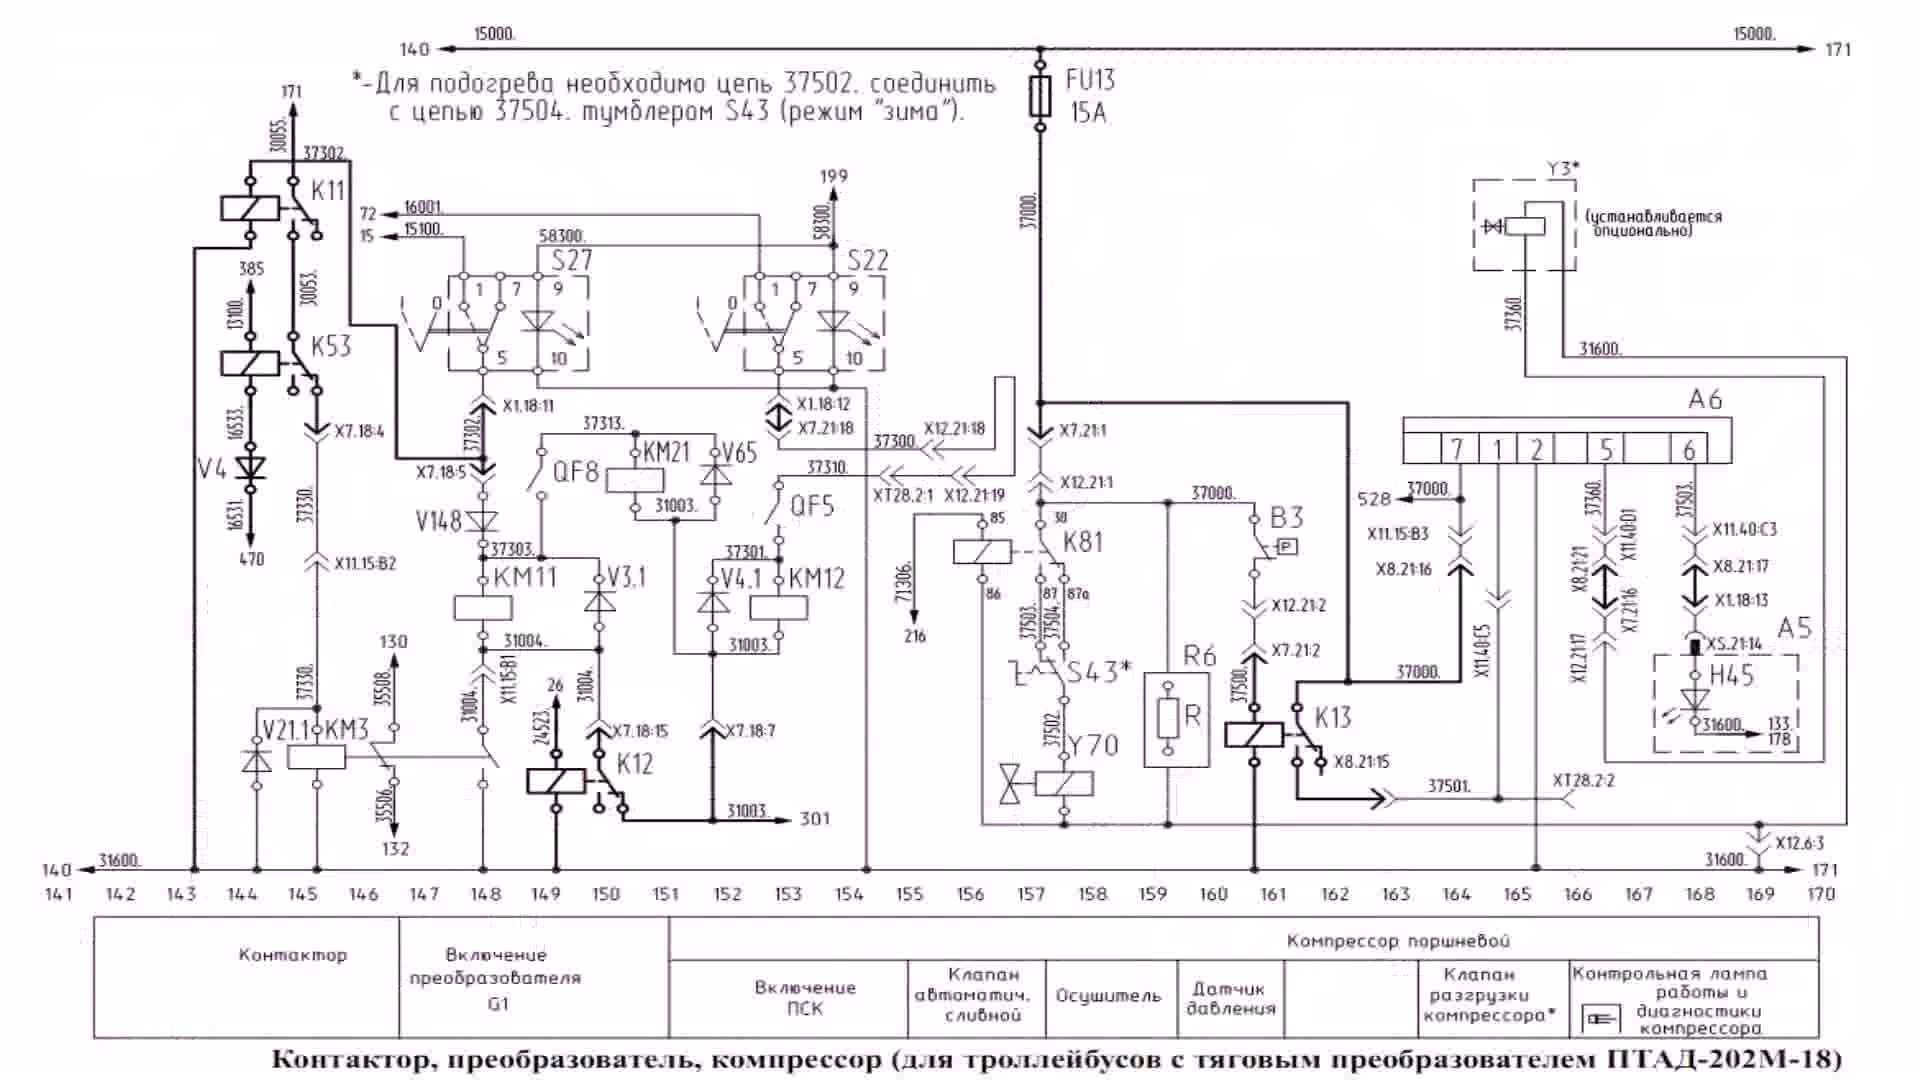 15000.
15000.
140
171
*-Для подогрева необходимо цепь 37502. соединить
с цепью 37504. тумблером S43 (режим "зима").
FU13
15A
171
30055.
37302.
K11
199
58300.
72
16001.
15
15100.
58300.
S27
S22
37000.
Y3*
(устанавливается
опционально)
37360.
31600.
385
13100.
30053.
K53
0
1
7
9
5
10
0
1
7
9
5
10
X7.18:4
16533.
V4
16531.
470
X1.18:11
37302.
X7.18:5
V148
37313.
QF8
KM21
V65
31003.
X1.18:12
X7.21:18
37300.
X12.21:18
37310.
XT28.2:1
X12.21:19
QF5
X7.21:1
X12.21:1
37000.
A6
7
1
2
5
6
528
37000.
X11.15:B3
X8.21:16
X11.40:C5
37360.
X11.40:D1
X8.21:21
X7.21:16
X12.21:17
37503.
X11.40:C3
X8.21:17
X1.18:13
XS.21:14
A5
H45
31600.
133.
178
37330.
X11.15:B2
37303.
KM11
V3.1
37301.
V4.1
KM12
31003.
85
30
K81
86
87
87a
71306.
216
37503.
37504.
S43*
37502.
Y70
R6
R
B3
P
X12.21:2
X7.21:2
37500.
K13
37000.
X8.21:15
37501.
XT28.2:2
31004.
X11.15:B1
31004.
31004.
130
35508.
37330.
V21.1
KM3
35506.
132
26
24523.
X7.18:15
K12
X7.18:7
31003.
301
X12.6:3
140
31600.
31600.
171
141 142 143 144 145 146 147 148 149 150 151 152 153 154 155 156 157 158 159 160 161 162 163 164 165 166 167 168 169 170
Контактор
Включение
преобразователя
G1
Компрессор поршневой
Включение
ПСК
Клапан
автоматич.
сливной
Осушитель
Датчик
давления
Клапан
разгрузки
компрессора*
Контрольная лампа
работы и
диагностики
компрессора
Контактор, преобразователь, компрессор (для троллейбусов с тяговым преобразователем ПТАД-202М-18)